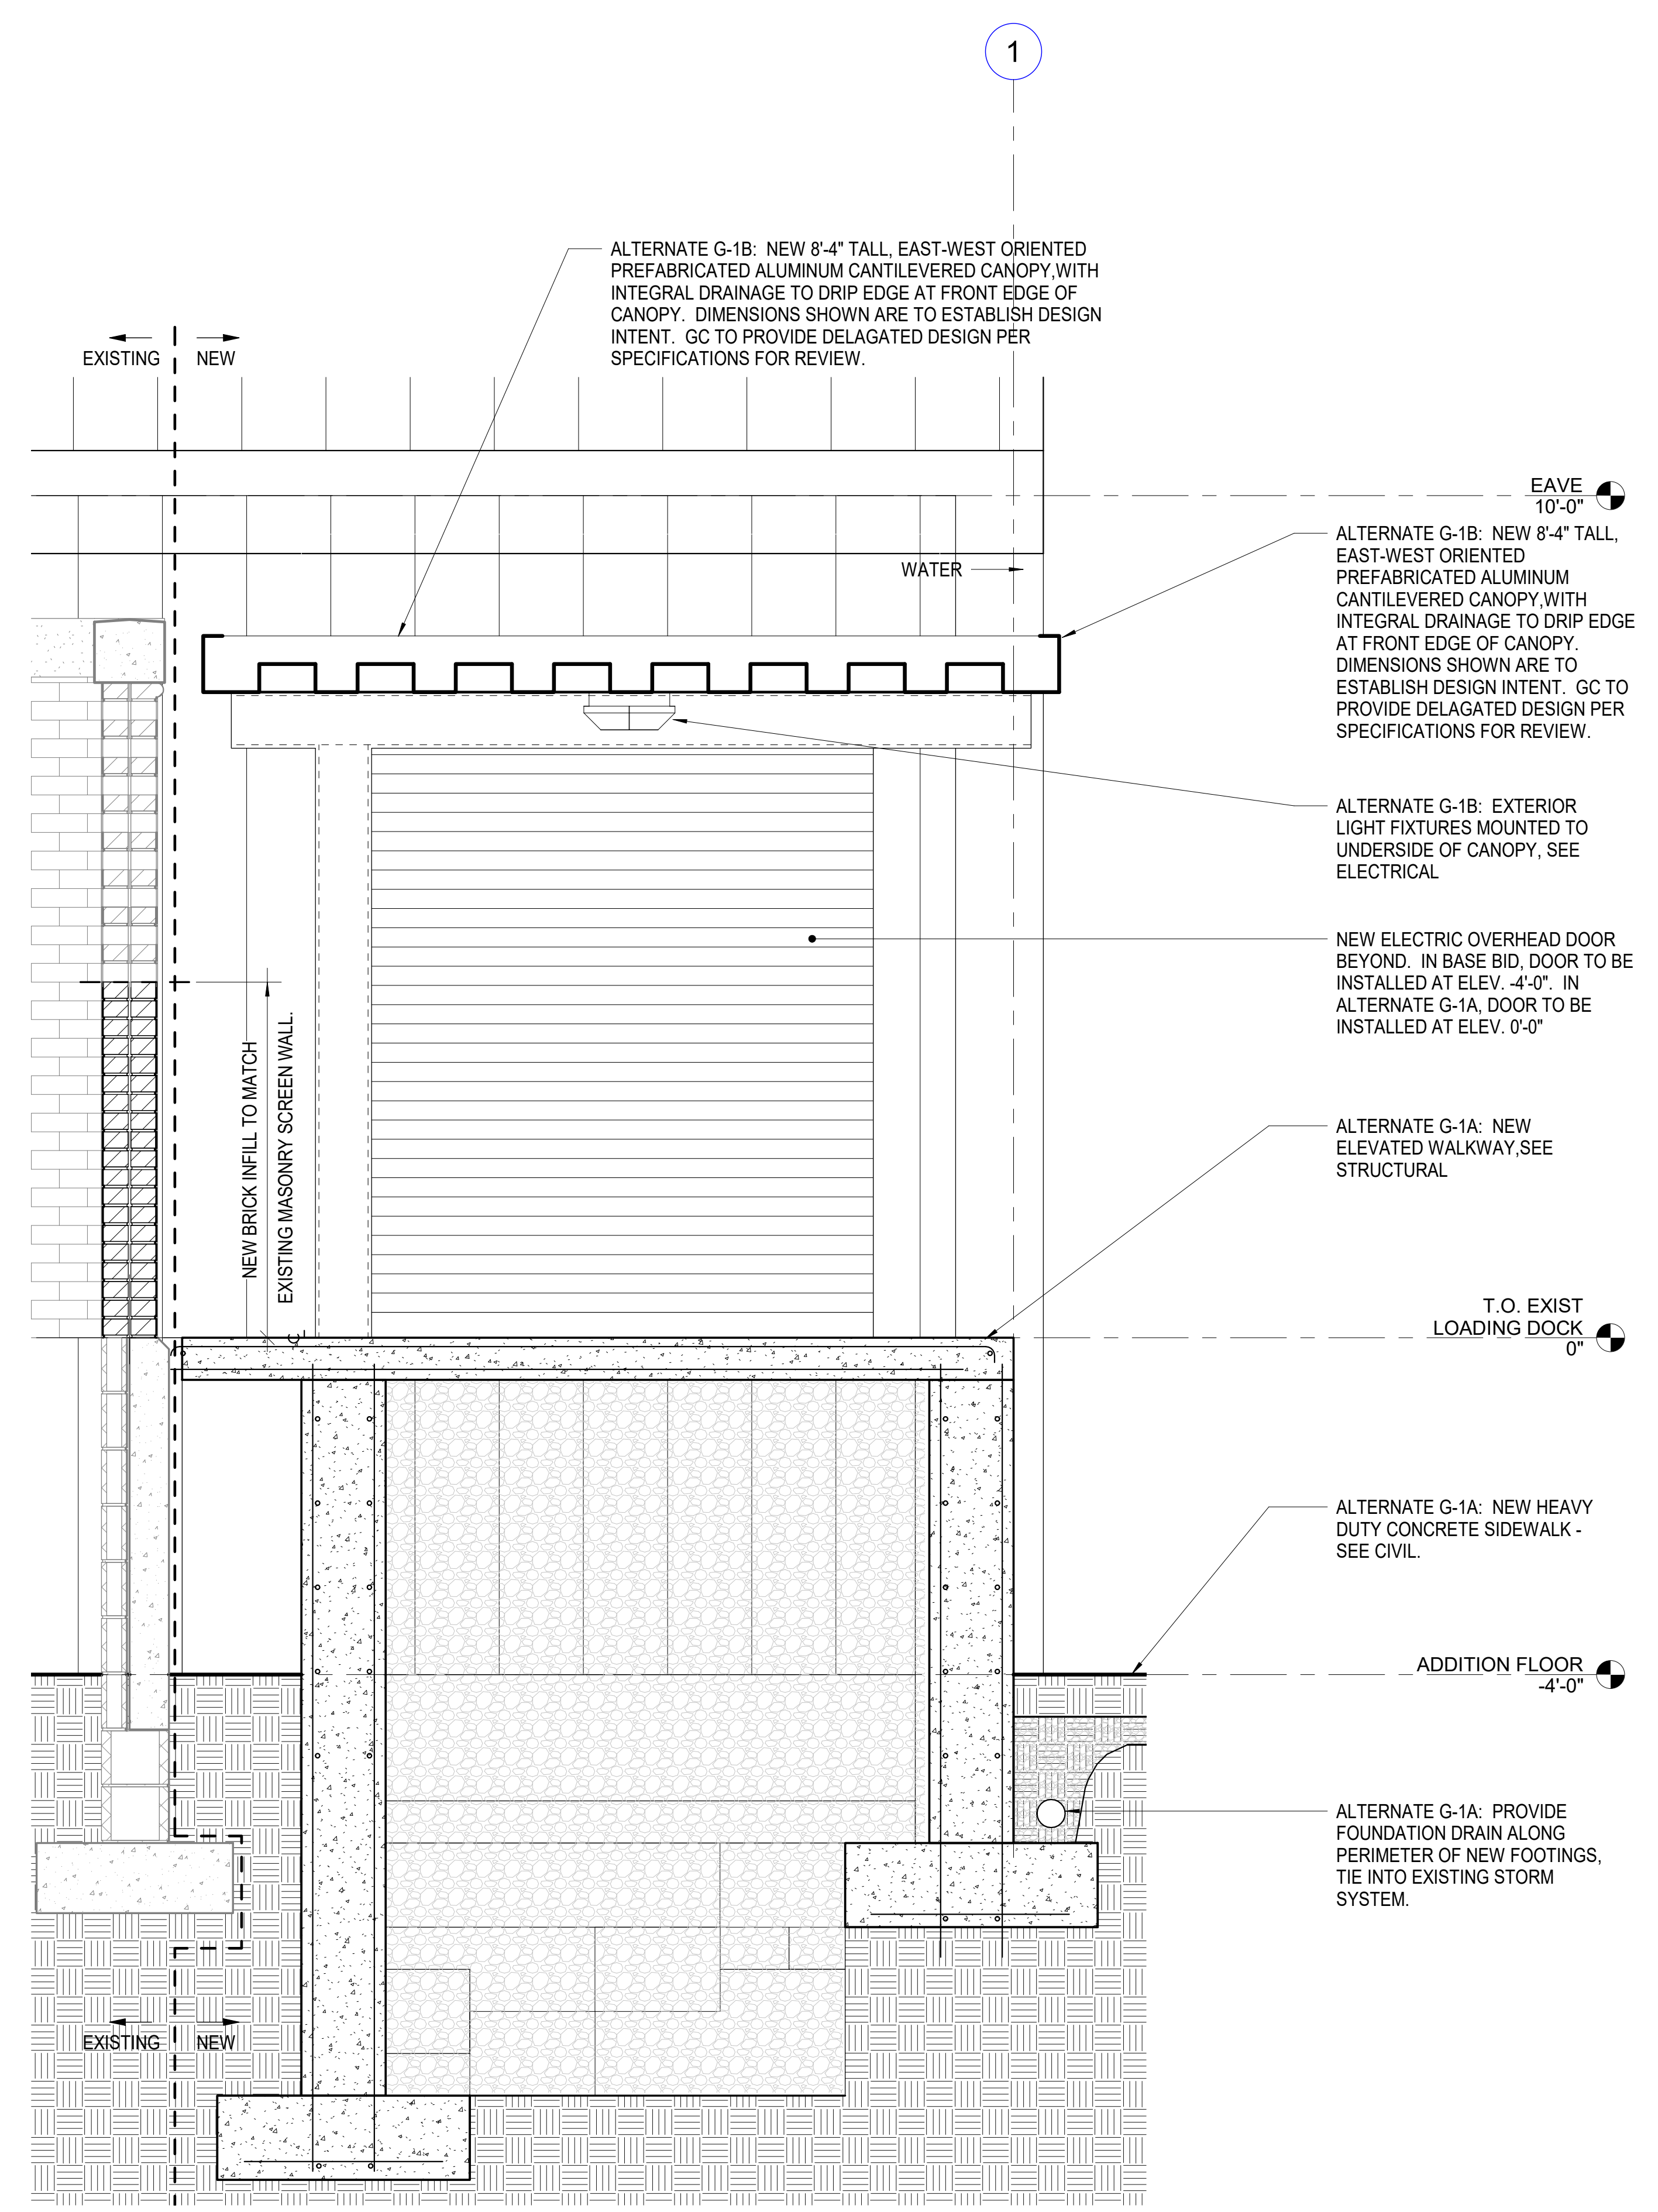 1
ALTERNATE G-1B:  NEW 8'-4" TALL, EAST-WEST ORIENTED
PREFABRICATED ALUMINUM CANTILEVERED CANOPY,WITH
INTEGRAL DRAINAGE TO DRIP EDGE AT FRONT EDGE OF
CANOPY.  DIMENSIONS SHOWN ARE TO ESTABLISH DESIGN
INTENT.  GC TO PROVIDE DELAGATED DESIGN PER
SPECIFICATIONS FOR REVIEW.
EXISTING
NEW
EAVE
10'-0"
ALTERNATE G-1B:  NEW 8'-4" TALL,
EAST-WEST ORIENTED
PREFABRICATED ALUMINUM
CANTILEVERED CANOPY,WITH
INTEGRAL DRAINAGE TO DRIP EDGE
AT FRONT EDGE OF CANOPY.
DIMENSIONS SHOWN ARE TO
ESTABLISH DESIGN INTENT.  GC TO
PROVIDE DELAGATED DESIGN PER
SPECIFICATIONS FOR REVIEW.
WATER
ALTERNATE G-1B:  EXTERIOR
LIGHT FIXTURES MOUNTED TO
UNDERSIDE OF CANOPY, SEE
ELECTRICAL
NEW ELECTRIC OVERHEAD DOOR
BEYOND.  IN BASE BID, DOOR TO BE
INSTALLED AT ELEV. -4'-0".  IN
ALTERNATE G-1A, DOOR TO BE
INSTALLED AT ELEV. 0'-0"
NEW BRICK INFILL TO MATCH
EXISTING MASONRY SCREEN WALL.
ALTERNATE G-1A:  NEW
ELEVATED WALKWAY,SEE
STRUCTURAL
T.O. EXIST
LOADING DOCK
0"
ALTERNATE G-1A:  NEW HEAVY
DUTY CONCRETE SIDEWALK -
SEE CIVIL.
ADDITION FLOOR
-4'-0"
ALTERNATE G-1A:  PROVIDE
FOUNDATION DRAIN ALONG
PERIMETER OF NEW FOOTINGS,
TIE INTO EXISTING STORM
SYSTEM.
EXISTING
NEW